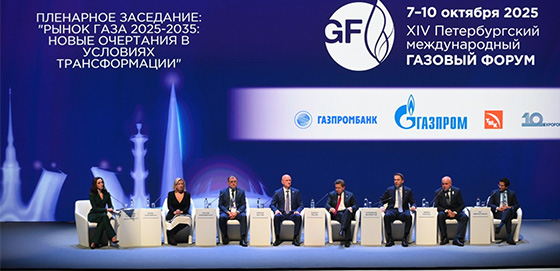 ПЛЕНАРНОЕ ЗАСЕДАНИЕ:
"РЫНОК ГАЗА 2025-2035:
НОВЫЕ ОЧЕРТАНИЯ В
УСЛОВИЯХ
ТРАНСФОРМАЦИИ"
GF
7–10 октября 2025
XIV Петербургский
международный
ГАЗОВЫЙ ФОРУМ
ГАЗПРОМБАНК
ГАЗПРОМ
10